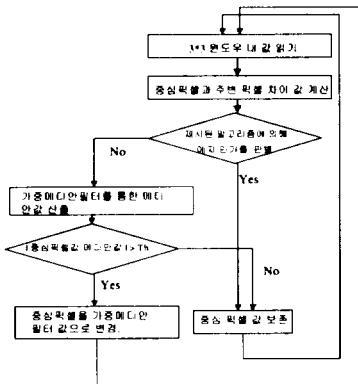 3*3 윈도우 내 값 읽기
중심픽셀과 주변 픽셀 차이 값 계산
제시된 알고리즘에 의해
에지 인가를 판별
No
Yes
가중메디안필터를 통한 메디
안값 산출
|중심픽셀값 메디안값|> Th
No
Yes
중심픽셀을 가중메디안
필터 값으로 변경.
중심 픽셀 값 보존